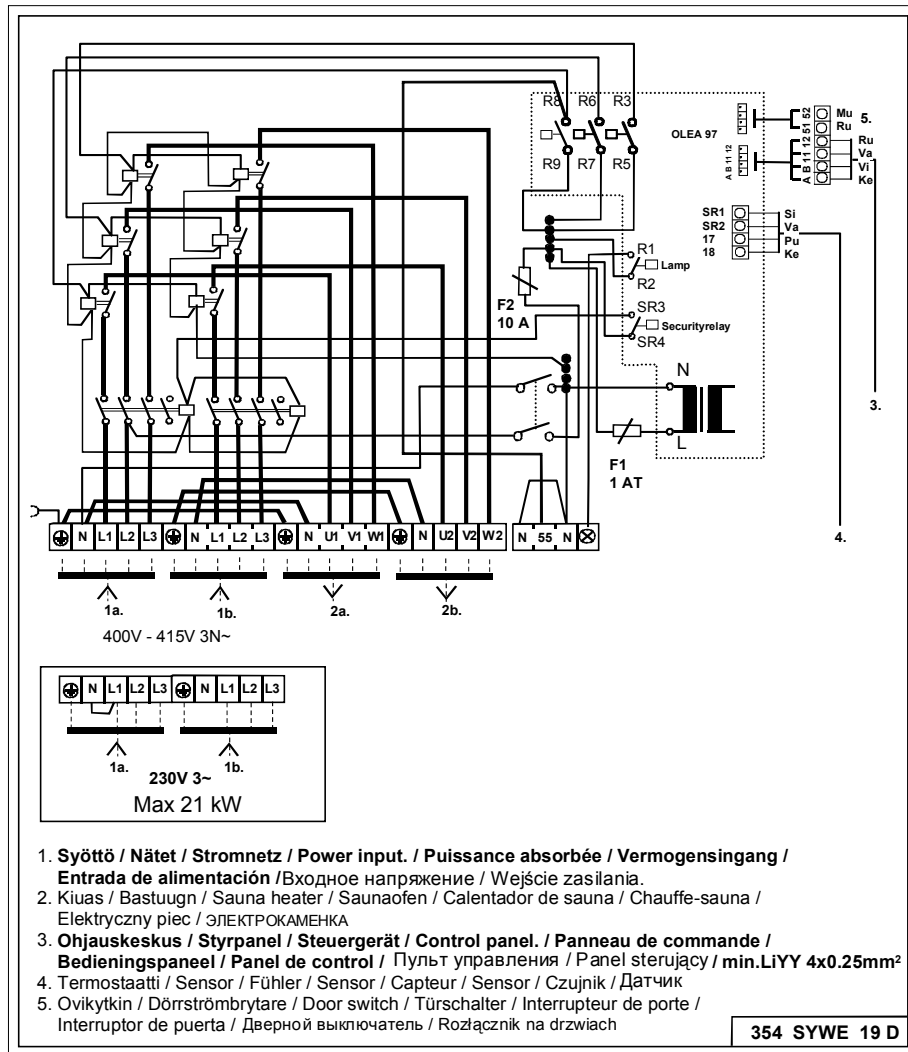 R8 R6 R3
R9 R7 R5
OLEA 97
A B 11 12
A B 11 12 51 52
Mu
Ru
5.
Ru
Va
Vi
Ke
SR1
SR2
17
18
Si
Va
Pu
Ke
R1
Lamp
R2
F2
10 A
SR3
Securityrelay
SR4
N
L
F1
1 AT
3.
4.
N L1 L2 L3 N L1 L2 L3 N U1 V1 W1 N U2 V2 W2 N 55 N
1a. 1b. 2a. 2b.
400V - 415V 3N~
N L1 L2 L3 N L1 L2 L3
1a. 1b.
230V 3~
Max 21 kW
1. Syöttö / Nätet / Stromnetz / Power input. / Puissance absorbée / Vermogensingang /
Entrada de alimentación /Входное напряжение / Wejście zasilania.
2. Kiuas / Bastuugn / Sauna heater / Saunaofen / Calentador de sauna / Chauffe-sauna /
Elektryczny piec / ЭЛЕКТРОКАМЕНКА
3. Ohjauskeskus / Styrpanel / Steuergerät / Control panel. / Panneau de commande /
Bedieningspaneel / Panel de control / Пульт управления / Panel sterujący / min.LiYY 4x0.25mm²
4. Termostaatti / Sensor / Fühler / Sensor / Capteur / Sensor / Czujnik / Датчик
5. Ovikytkin / Dörrströmbrytare / Door switch / Türschalter / Interrupteur de porte /
Interruptor de puerta / Дверной выключатель / Rozłącznik na drzwiach
354 SYWE 19 D